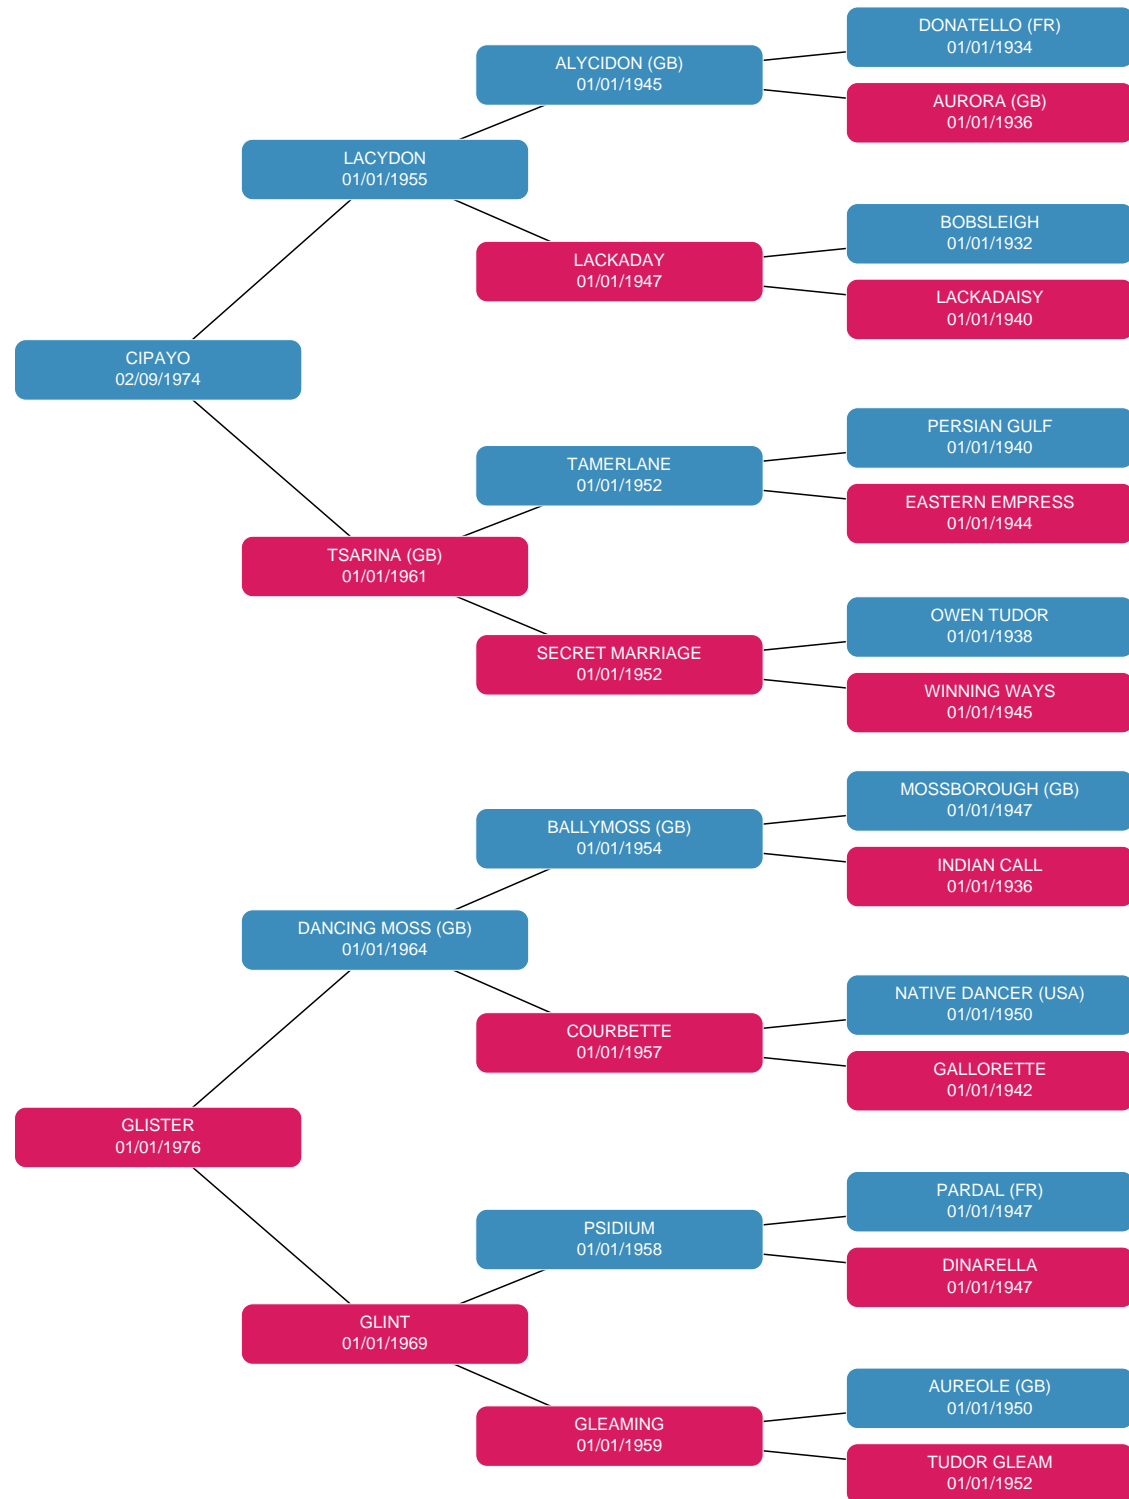 DONATELLO (FR)
01/01/1934
ALYCIDON (GB)
01/01/1945
AURORA (GB)
01/01/1936
LACYDON
01/01/1955
BOBSLEIGH
01/01/1932
LACKADAY
01/01/1947
LACKADAISY
01/01/1940
CIPAYO
02/09/1974
PERSIAN GULF
01/01/1940
TAMERLANE
01/01/1952
EASTERN EMPRESS
01/01/1944
TSARINA (GB)
01/01/1961
OWEN TUDOR
01/01/1938
SECRET MARRIAGE
01/01/1952
WINNING WAYS
01/01/1945
MOSSBOROUGH (GB)
01/01/1947
BALLYMOSS (GB)
01/01/1954
INDIAN CALL
01/01/1936
DANCING MOSS (GB)
01/01/1964
NATIVE DANCER (USA)
01/01/1950
COURBETTE
01/01/1957
GALLORETTE
01/01/1942
GLISTER
01/01/1976
PARDAL (FR)
01/01/1947
PSIDIUM
01/01/1958
DINARELLA
01/01/1947
GLINT
01/01/1969
AUREOLE (GB)
01/01/1950
GLEAMING
01/01/1959
TUDOR GLEAM
01/01/1952